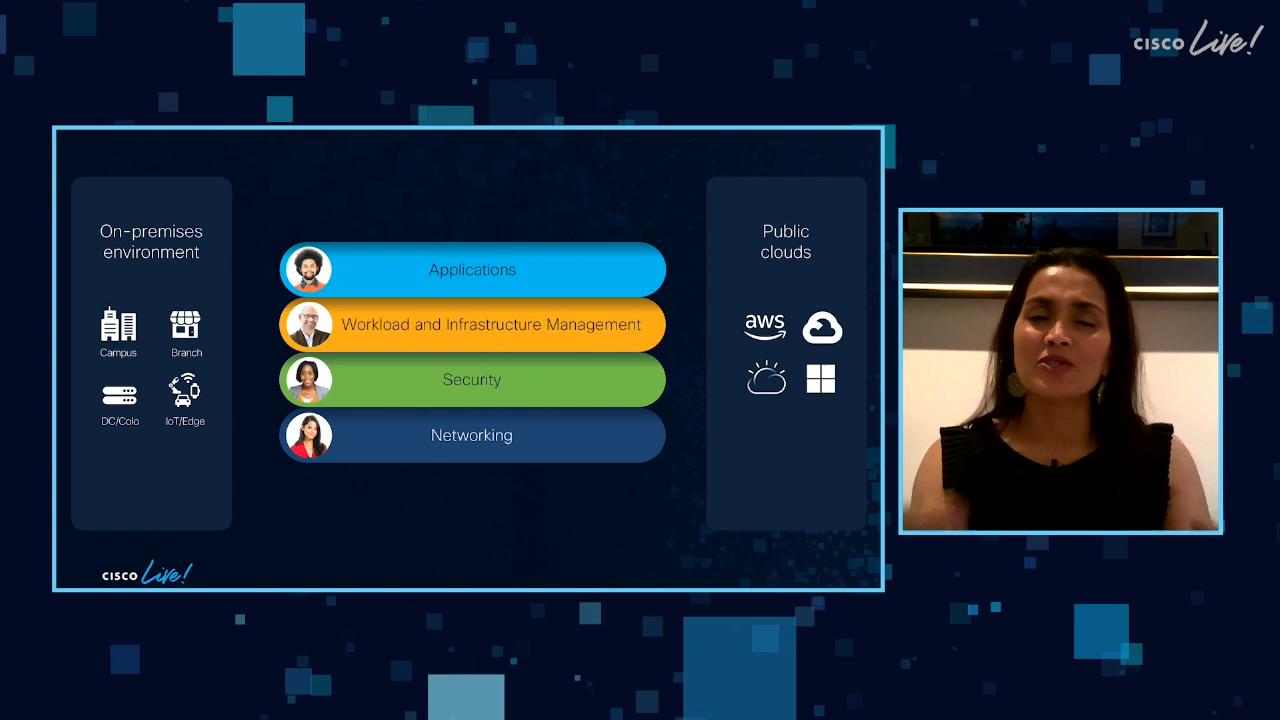 CISCO Live!
On-premises
environment
Campus
Branch
DC/Colo
IoT/Edge
Applications
Workload and Infrastructure Management
Security
Networking
Public
clouds
aws
CISCO Live!